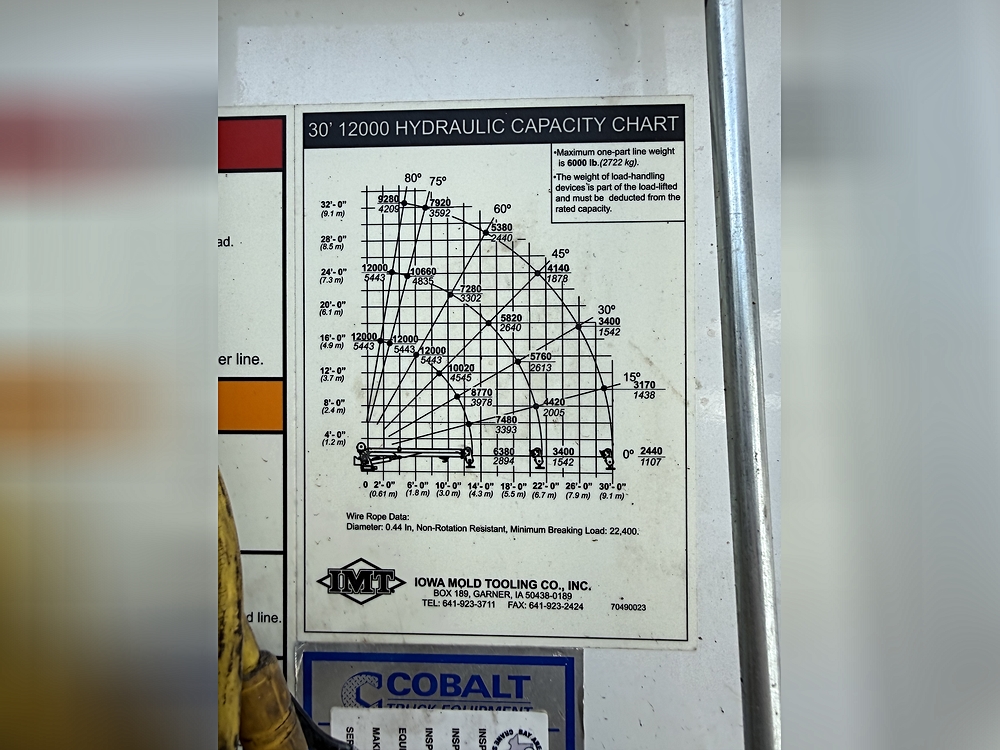 30' 12000 HYDRAULIC CAPACITY CHART
•Maximum one-part line weight
is 6000 lb.(2722 kg).
•The weight of load-handling
devices is part of the load-lifted
and must be deducted from the
rated capacity.
80° 75°
60°
45°
30°
15°
0°
32'- 0"
(9.1 m)
28'- 0"
(8.5 m)
24'- 0"
(7.3 m)
20'- 0"
(6.1 m)
16'- 0"
(4.9 m)
12'- 0"
(3.7 m)
8'- 0"
(2.4 m)
4'- 0"
(1.2 m)
9280
4209
7920
3592
5380
2440
4140
1878
3400
1542
3170
1438
2440
1107
12000
5443
10660
4835
7280
3302
5820
2640
5760
2613
4420
2005
3400
1542
12000
5443
12000
5443
12000
5443
10020
4545
8770
3978
7480
3393
6380
2894
0 2'- 0" 6'- 0" 10'- 0" 14'- 0" 18'- 0" 22'- 0" 26'- 0" 30'- 0"
(0.61 m) (1.8 m) (3.0 m) (4.3 m) (5.5 m) (6.7 m) (7.9 m) (9.1 m)
Wire Rope Data:
Diameter: 0.44 In, Non-Rotation Resistant, Minimum Breaking Load: 22,400.
IMT
IOWA MOLD TOOLING CO., INC.
BOX 189, GARNER, IA 50438-0189
TEL: 641-923-3711 FAX: 641-923-2424
70490023
ad.
er line.
d line.
COBALT
TRUCK EQUIPMENT
SER
MAK
EQU
INSP
INSP
INSP